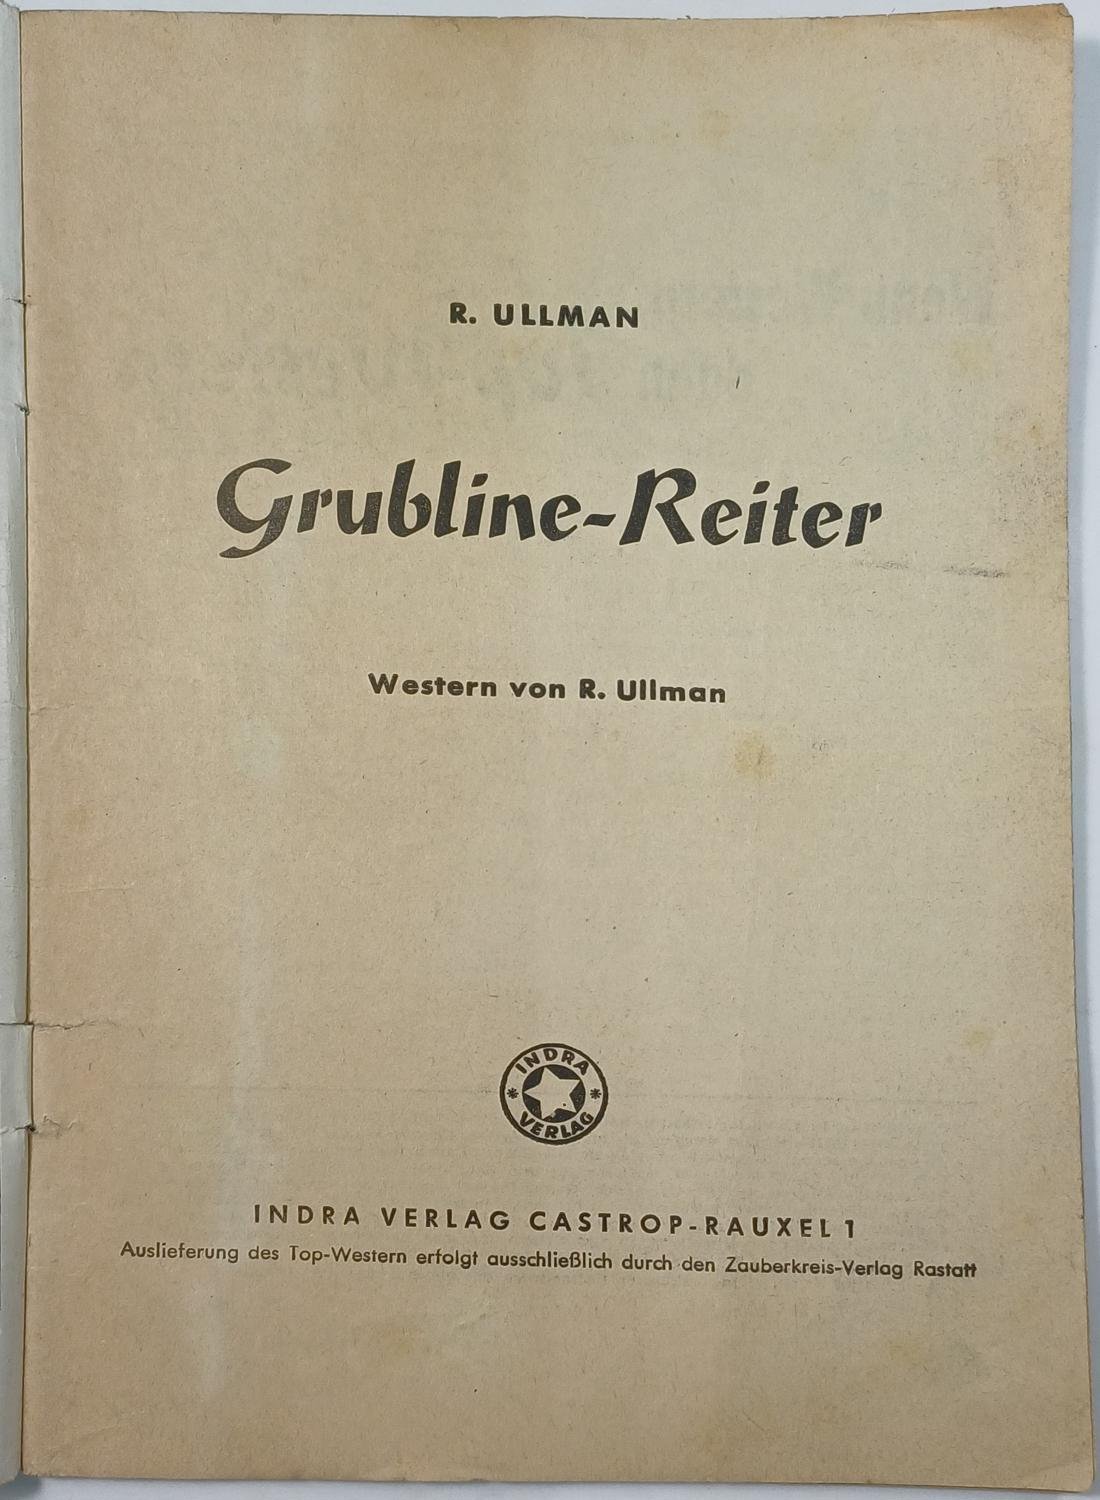 R. ULLMAN
Grubline-Reiter
Western von R. Ullman
INDRA
VERLAG
INDRA VERLAG CASTROP-RAUXEL 1
Auslieferung des Top-Western erfolgt ausschließlich durch den Zauberkreis-Verlag Rastatt